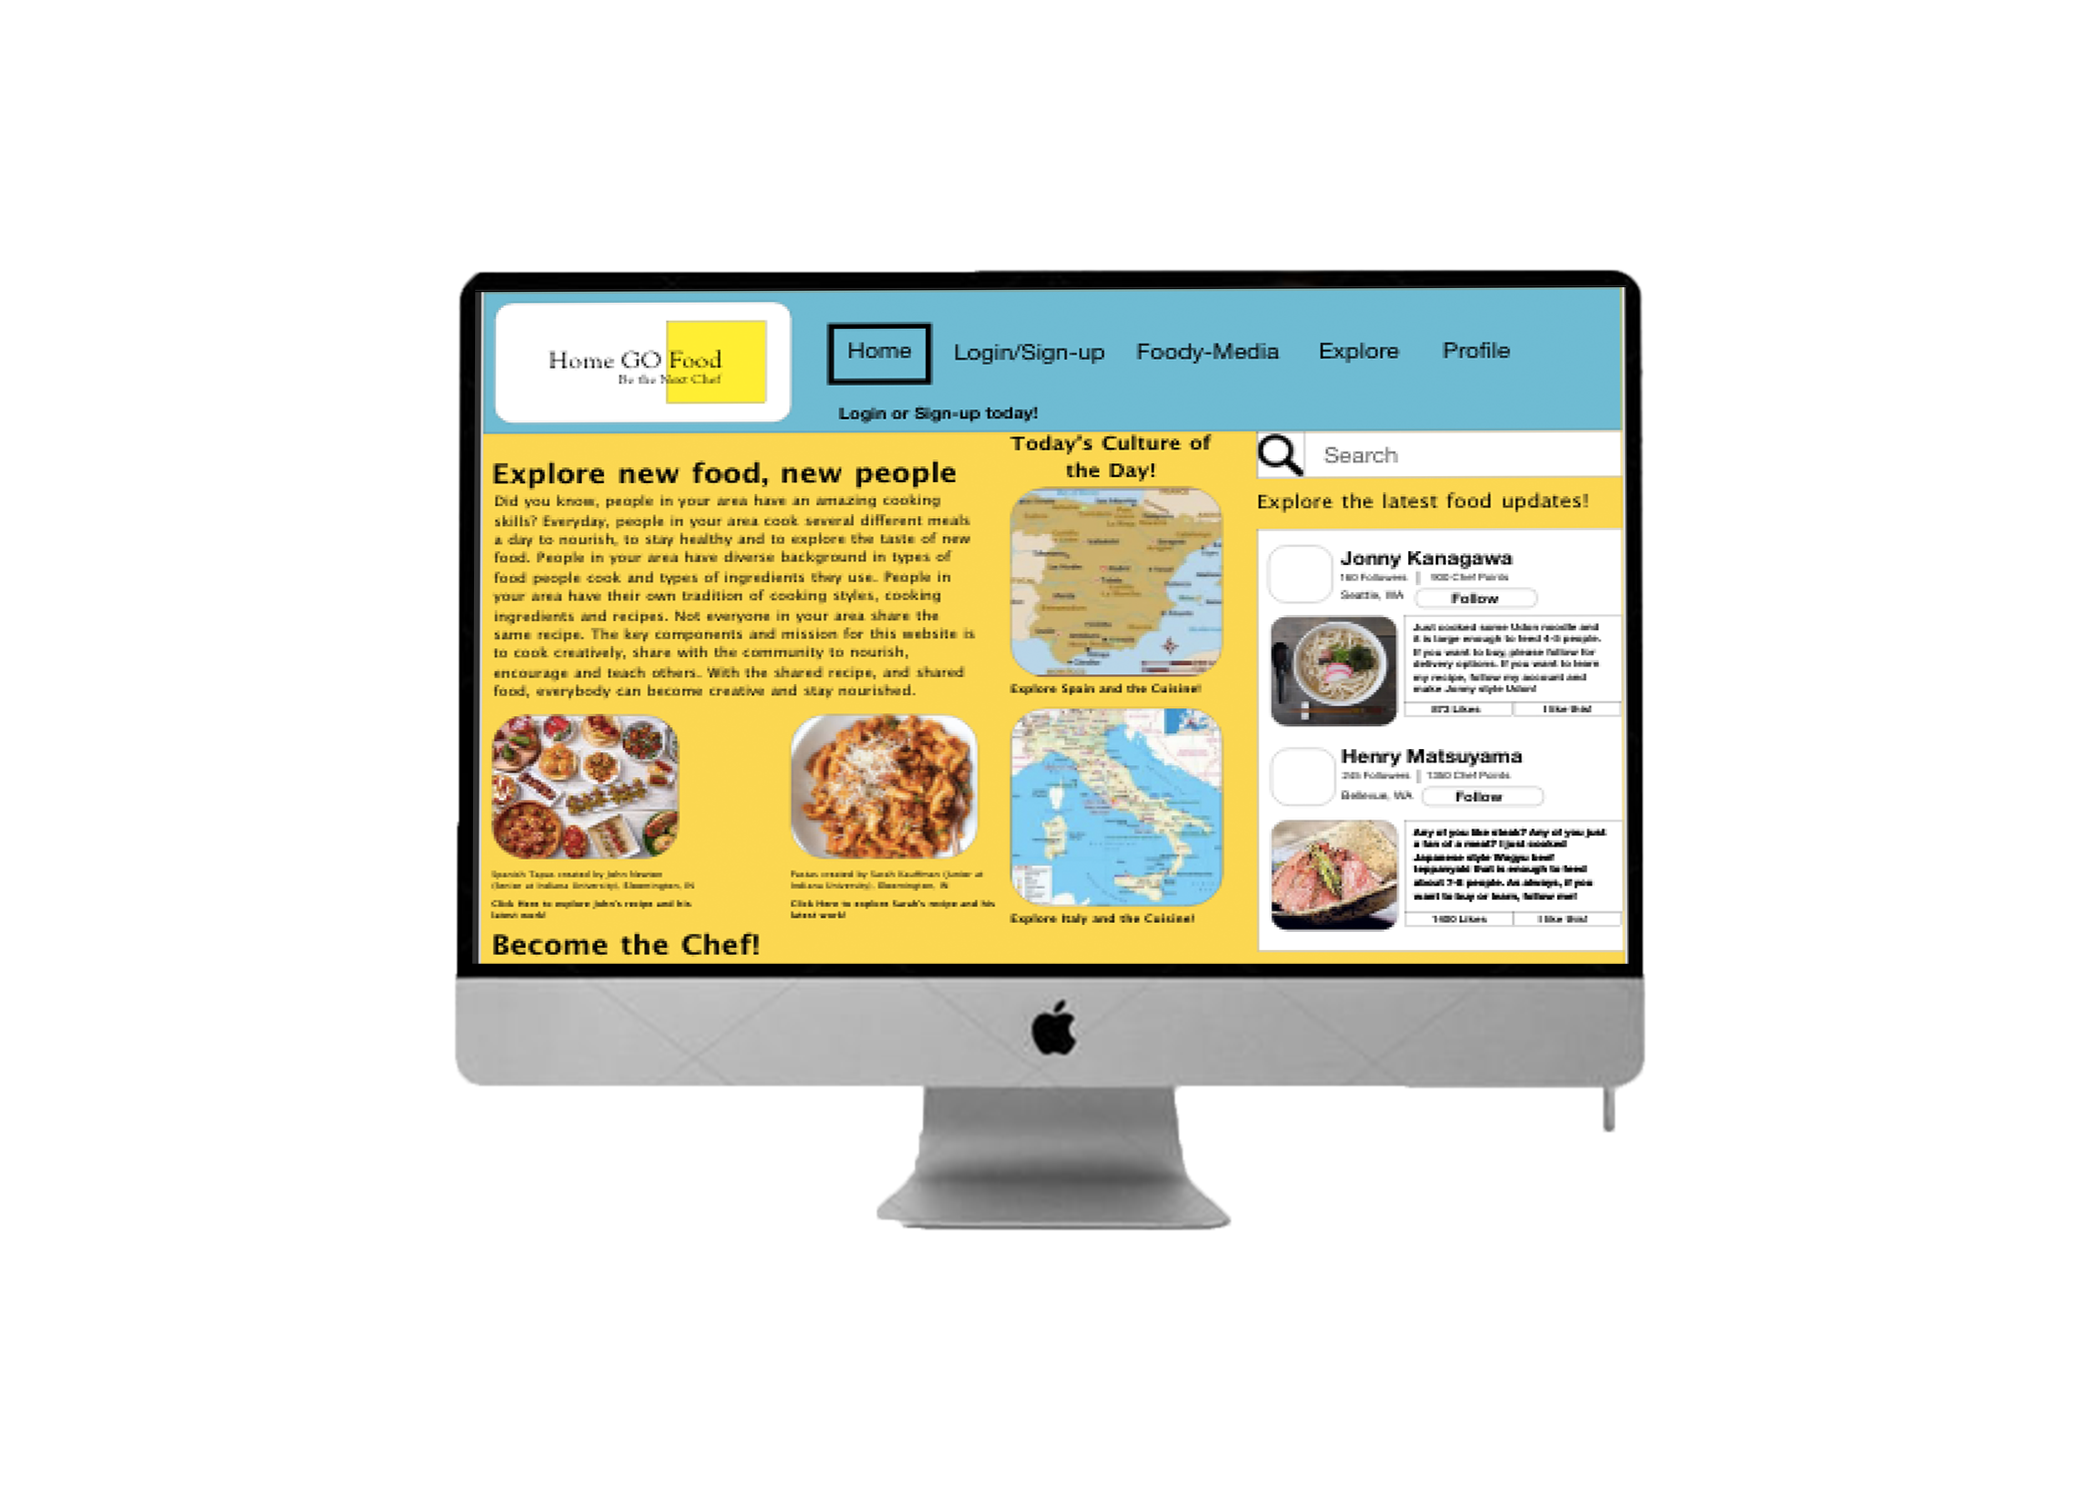 Home GO Food
Be the Next Chef
Home
Login/Sign-up
Foody-Media
Explore
Profile
Login or Sign-up today!
Explore new food, new people
Did you know, people in your area have an amazing cooking
skills? Everyday, people in your area cook several different meals
a day to nourish, to stay healthy and to explore the taste of new
food. People in your area have diverse background in types of
food people cook and types of ingredients they use. People in
your area have their own tradition of cooking styles, cooking
ingredients and recipes. Not everyone in your area share the
same recipe. The key components and mission for this website is
to cook creatively, share with the community to nourish,
encourage and teach others. With the shared recipe, and shared
food, everybody can become creative and stay nourished.
Spanish Tapas created by John Newton
(Senior at Indiana University), Bloomington, IN
Click Here to explore John's recipe and his
latest work!
Pastas created by Sarah Kauffman (Junior at
Indiana University), Bloomington, IN
Click Here to explore Sarah's recipe and his
latest work!
Become the Chef!
Today's Culture of
the Day!
Explore Spain and the Cuisine!
Explore Italy and the Cuisine!
Search
Explore the latest food updates!
Jonny Kanagawa
160 Followers | 900 Chef Points
Seattle, WA
Follow
Just cooked some Udon noodle and
it is large enough to feed 4-5 people.
If you want to buy, please follow for
delivery options. If you want to learn
my recipe, follow my account and
make Jonny style Udon!
873 Likes
I like this!
Henry Matsuyama
245 Followers | 1350 Chef Points
Bellevue, WA
Follow
Any of you like steak? Any of you just
a fan of a meat? I just cooked
Japanese style Wagyu beef
teppanyaki that is enough to feed
about 7-8 people. As always, if you
want to buy or learn, follow me!
1400 Likes
I like this!